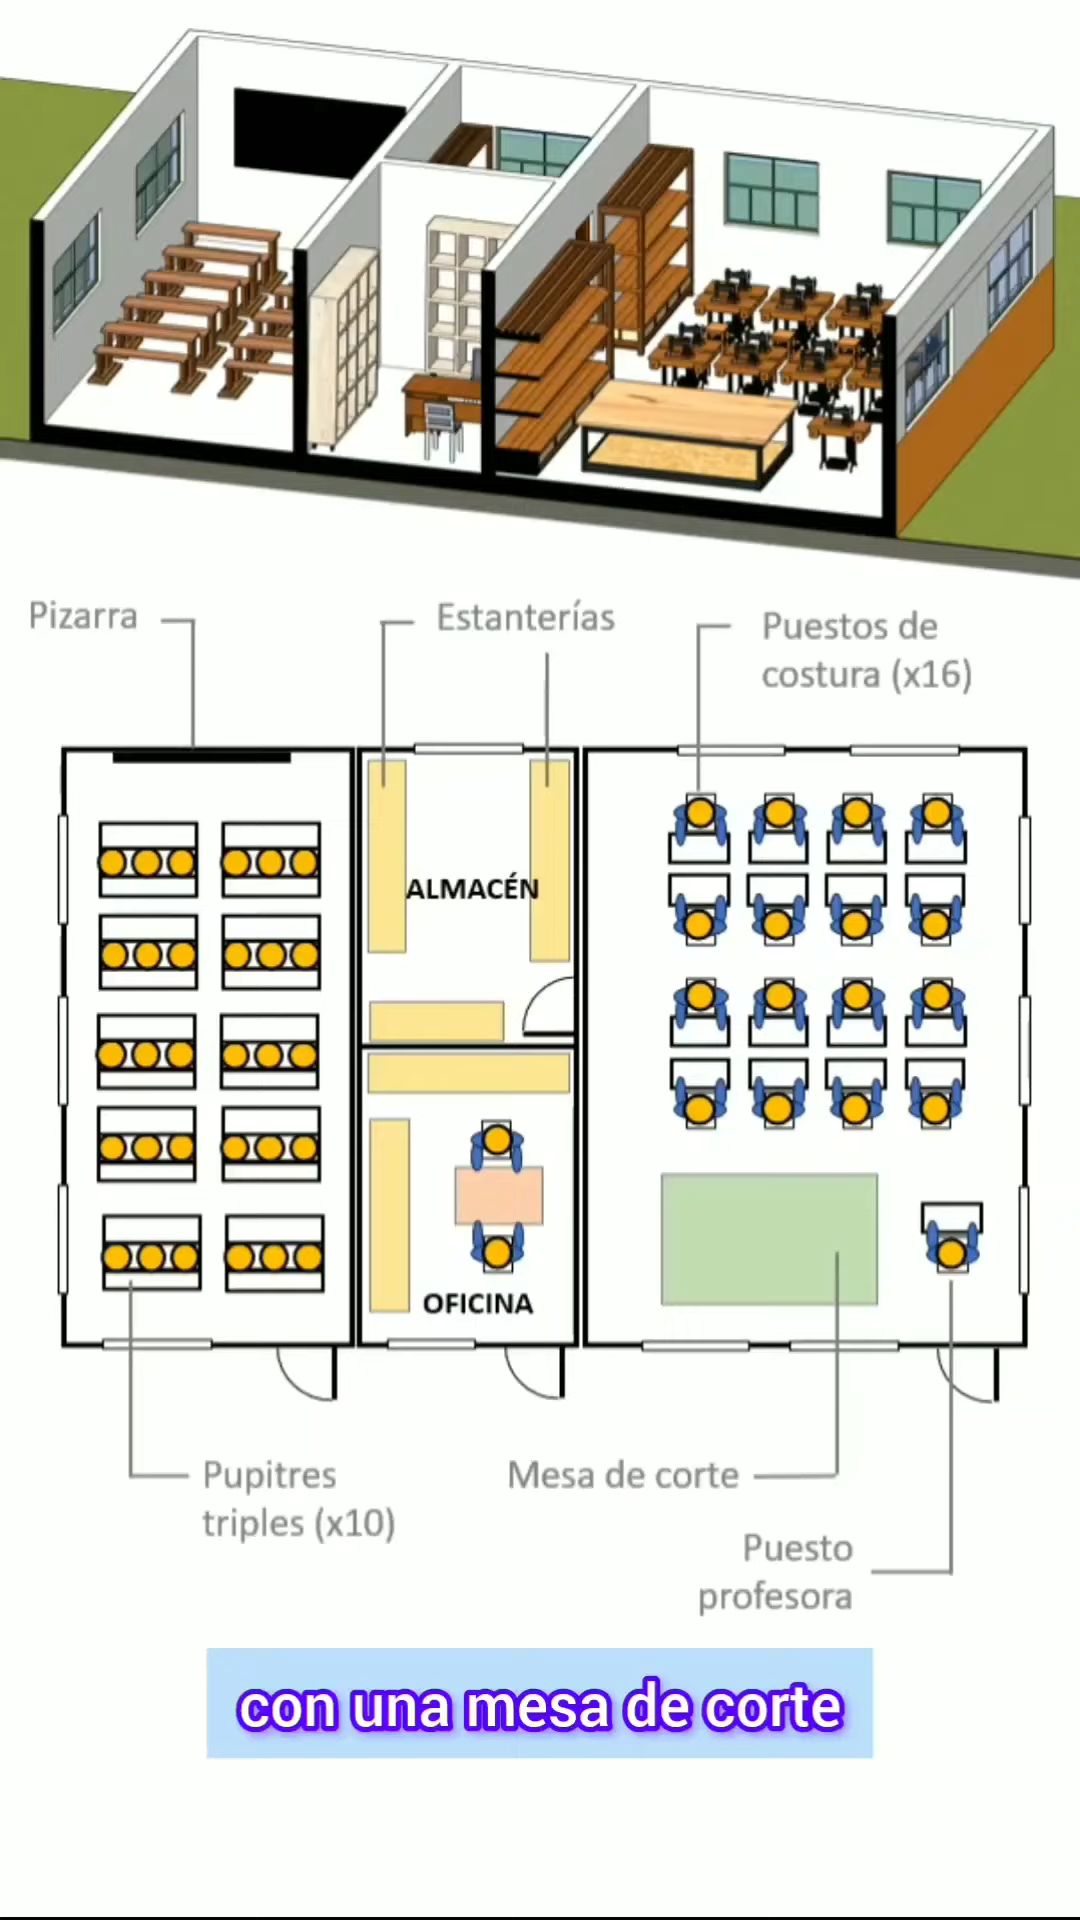 Pizarra
Estanterías
Puestos de
costura (x16)
ALMACÉN
OFICINA
Pupitres
triples (x10)
Mesa de corte
Puesto
profesora
con una mesa de corte